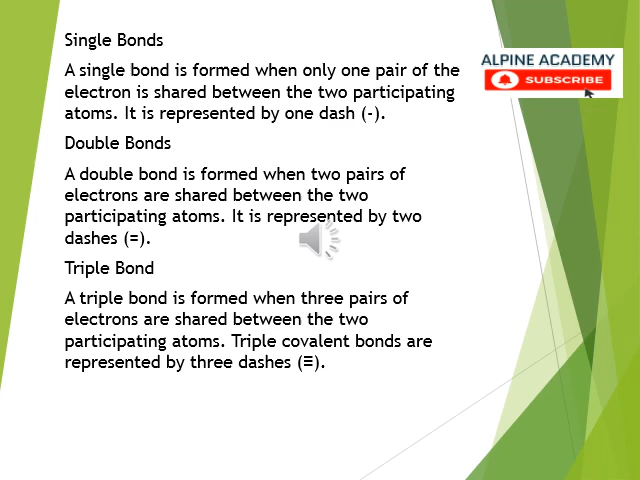 Single Bonds
A single bond is formed when only one pair of the
electron is shared between the two participating
atoms. It is represented by one dash (-).
Double Bonds
A double bond is formed when two pairs of
electrons are shared between the two
participating atoms. It is represented by two
dashes (=).
Triple Bond
A triple bond is formed when three pairs of
electrons are shared between the two
participating atoms. Triple covalent bonds are
represented by three dashes (≡).
ALPINE ACADEMY
SUBSCRIBE